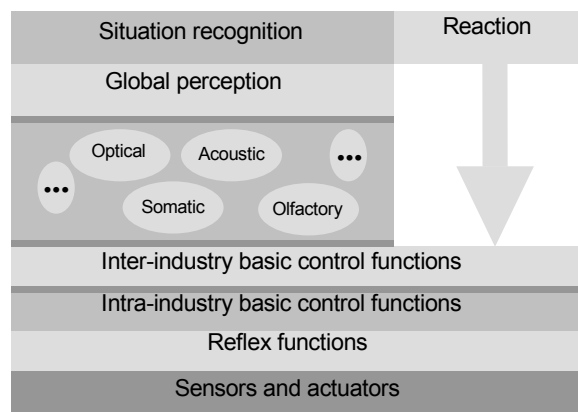 Situation recognition
Reaction
Global perception
Optical
Acoustic
...
...
Somatic
Olfactory
Inter-industry basic control functions
Intra-industry basic control functions
Reflex functions
Sensors and actuators